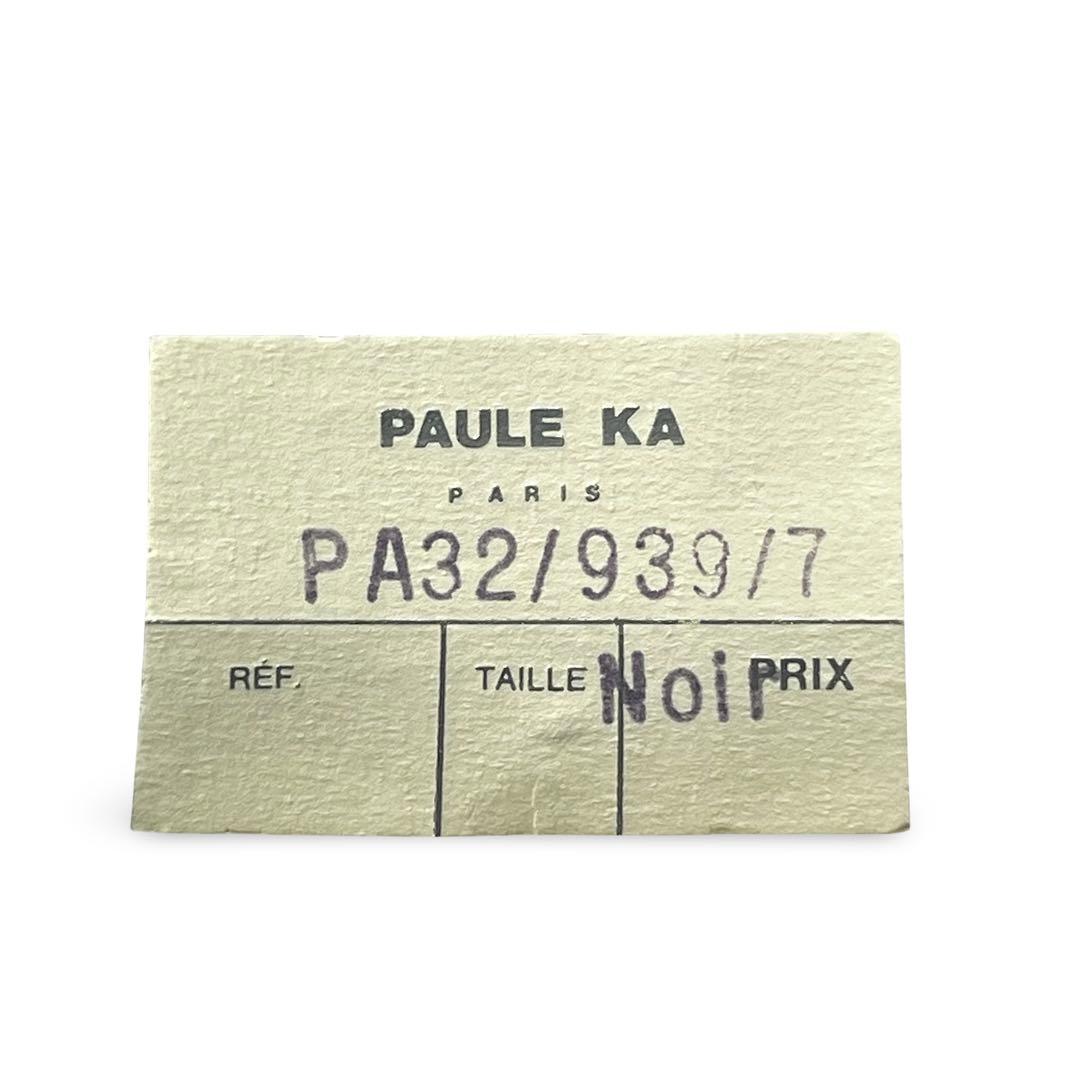 PAULE KA
PARIS
PA32/939/7
RÉF. TAILLE Noir PRIX